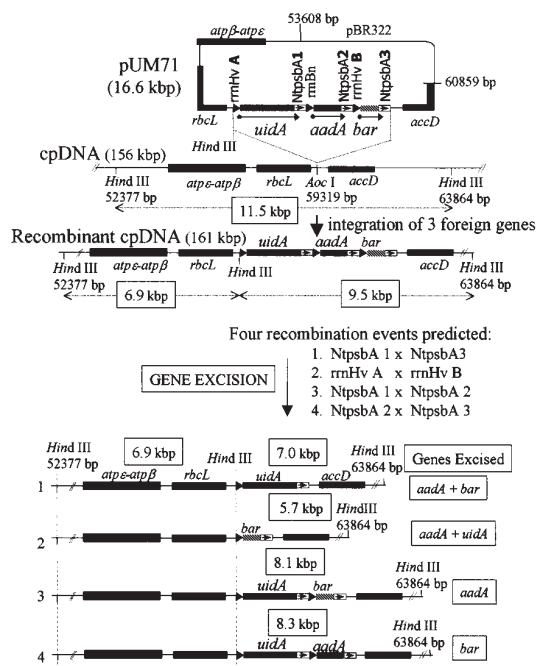 53608 bp
atpβ-atpε
pBR322
pUM71
(16.6 kbp)
rrnHv A
NtpsbA1
rrnBn
NtpsbA2
rrnHv B
NtpsbA3
60859 bp
rbcL
uidA
aadA
bar
accD
Hind III
cpDNA (156 kbp)
Hind III
52377 bp
atpε-atpβ
rbcL
Aoc I
59319 bp
accD
Hind III
63864 bp
11.5 kbp
integration of 3 foreign genes
Recombinant cpDNA (161 kbp)
uidA
aadA
bar
Hind III
52377 bp
atpε-atpβ
rbcL
Hind III
accD
Hind III
63864 bp
6.9 kbp
9.5 kbp
Four recombination events predicted:
GENE EXCISION
1. NtpsbA 1 x NtpsbA3
2. rrnHv A x rrnHv B
3. NtpsbA 1 x NtpsbA 2
4. NtpsbA 2 x NtpsbA 3
Hind III
52377 bp
6.9 kbp
Hind III
7.0 kbp
Hind III
63864 bp
Genes Excised
1
atpε-atpβ
rbcL
uidA
accD
aadA + bar
5.7 kbp
HindIII
63864 bp
2
bar
aadA + uidA
8.1 kbp
Hind III
63864 bp
3
uidA
bar
aadA
8.3 kbp
Hind III
63864 bp
4
uidA
aadA
bar